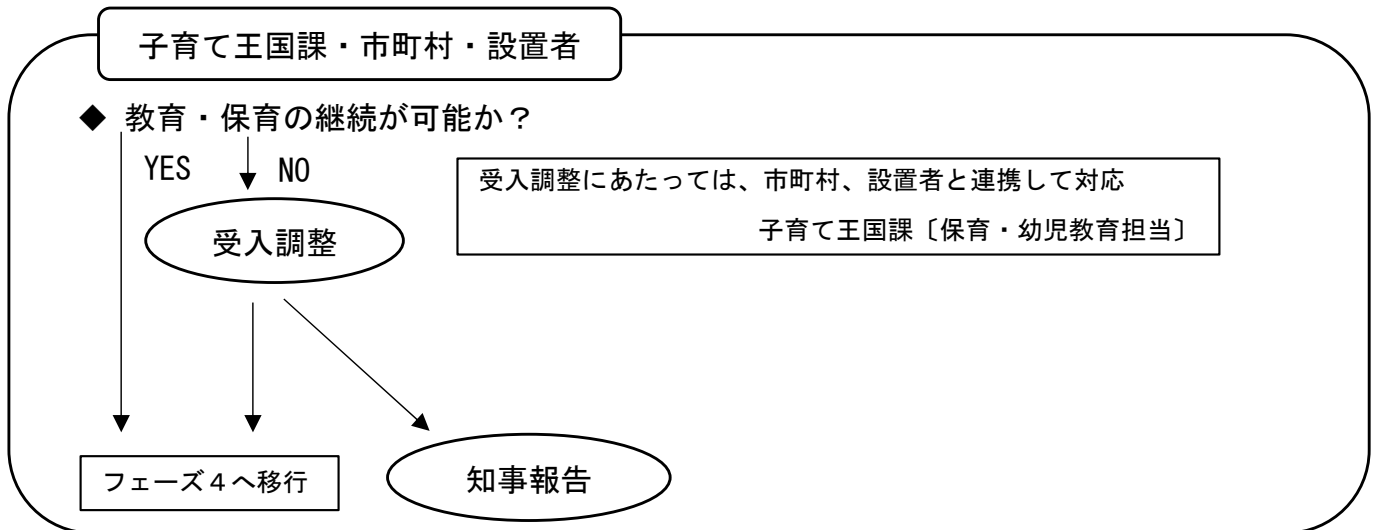 子育て王国課・市町村・設置者
◆ 教育・保育の継続が可能か？
YES NO
受入調整にあたっては、市町村、設置者と連携して対応
子育て王国課〔保育・幼児教育担当〕
受入調整
フェーズ４へ移行
知事報告